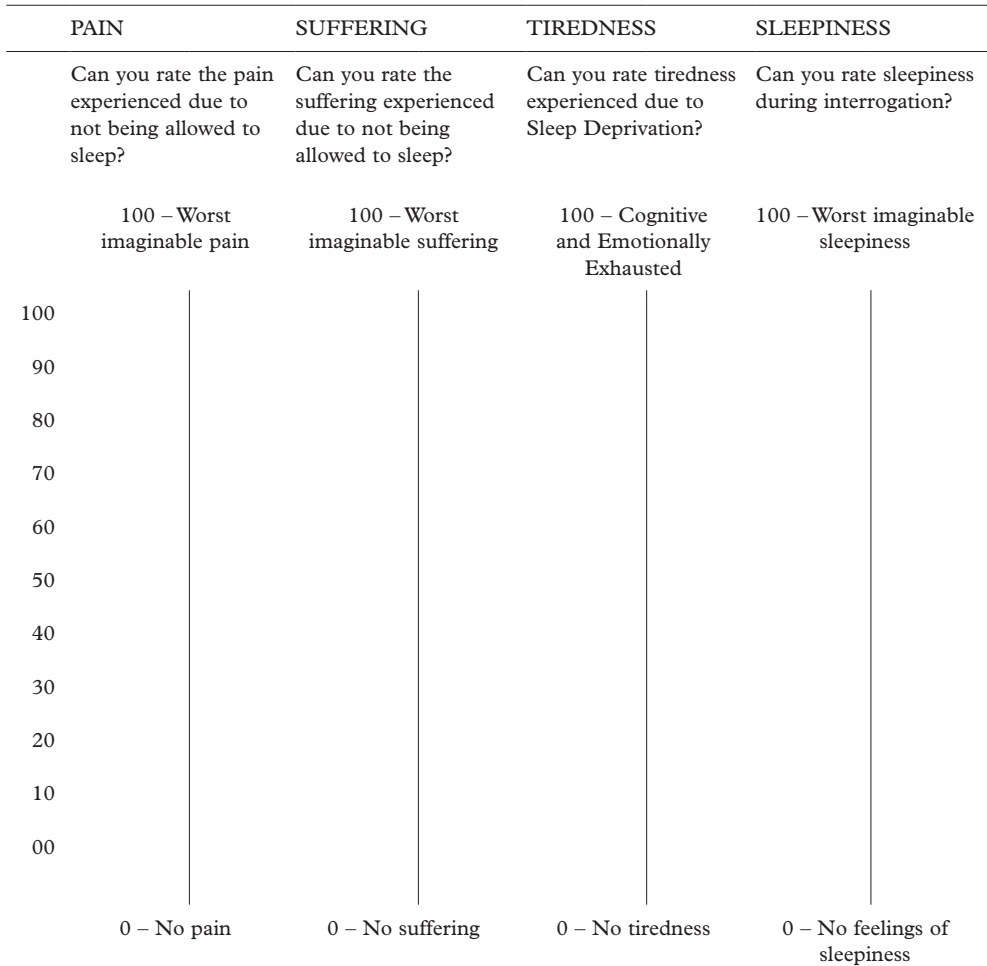 PAIN SUFFERING TIREDNESS SLEEPINESS
Can you rate the pain
experienced due to
not being allowed to
sleep?
Can you rate the
suffering experienced
due to not being
allowed to sleep?
Can you rate tiredness
experienced due to
Sleep Deprivation?
Can you rate sleepiness
during interrogation?
100 – Worst
imaginable pain
100 – Worst
imaginable suffering
100 – Cognitive
and Emotionally
Exhausted
100 – Worst imaginable
sleepiness
100
90
80
70
60
50
40
30
20
10
00
0 – No pain
0 – No suffering
0 – No tiredness
0 – No feelings of
sleepiness